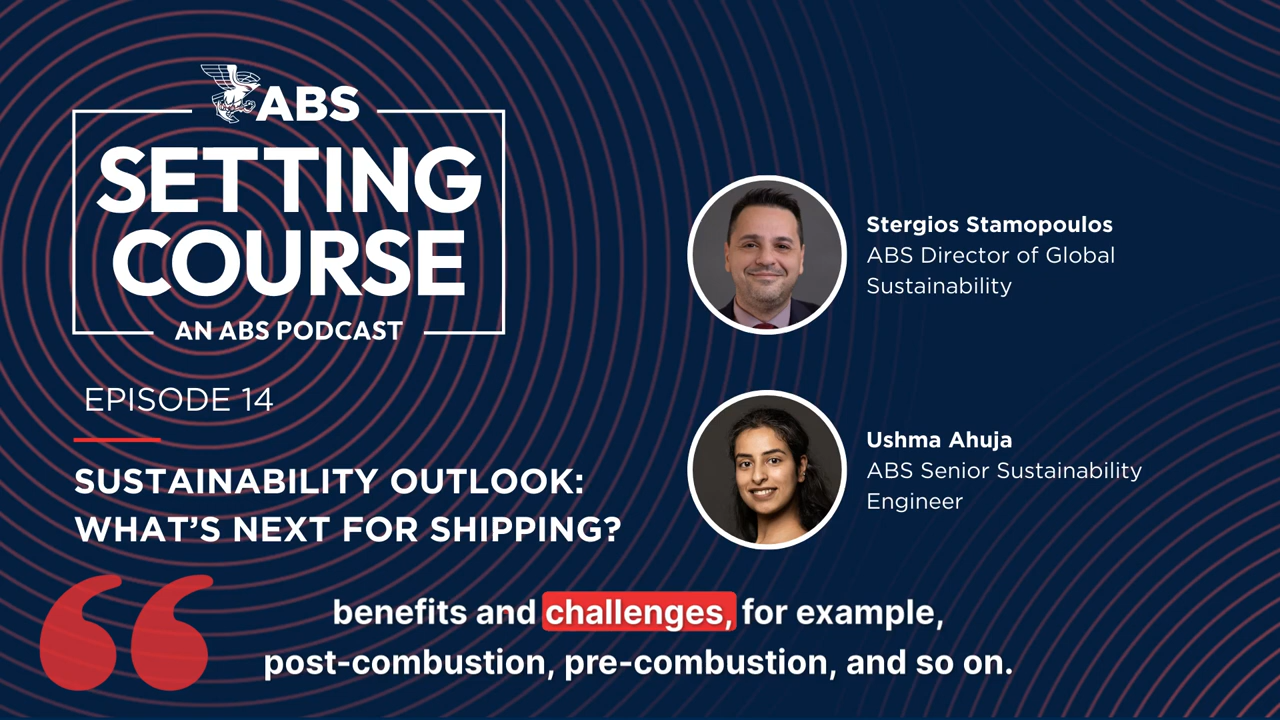 ABS
SETTING
COURSE
AN ABS PODCAST
EPISODE 14
SUSTAINABILITY OUTLOOK:
WHAT'S NEXT FOR SHIPPING?
Stergios Stamopoulos
ABS Director of Global
Sustainability
Ushma Ahuja
ABS Senior Sustainability
Engineer
benefits and challenges, for example,
post-combustion, pre-combustion, and so on.